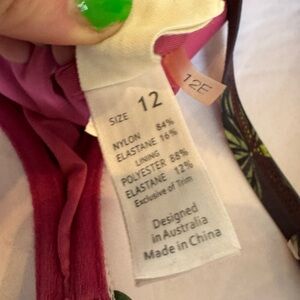 SIZE 12
NYLON 84%
ELASTANE 16%
LINING
POLYESTER 88%
ELASTANE 12%
Exclusive of Trim
Designed
in Australia
Made in China
12E